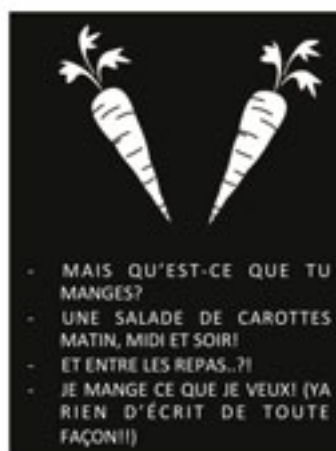 - MAIS QU'EST-CE QUE TU
MANGES?
- UNE SALADE DE CAROTTES
MATIN, MIDI ET SOIR!
- ET ENTRE LES REPAS..?!
- JE MANGE CE QUE JE VEUX! (YA
RIEN D'ÉCRIT DE TOUTE
FAÇON!!)